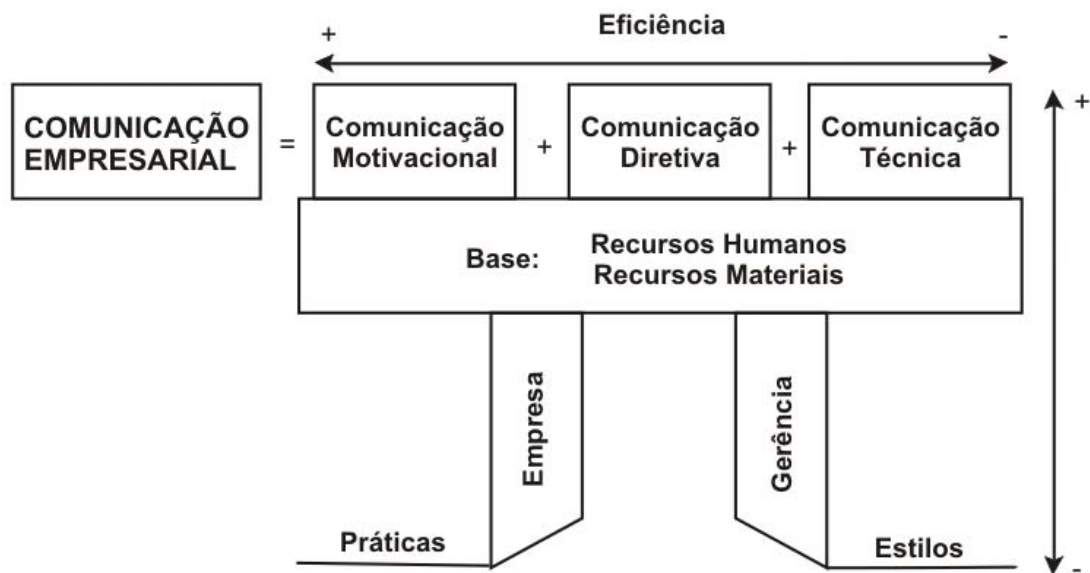 Eficiência
+ -
COMUNICAÇÃO
EMPRESARIAL
=
Comunicação
Motivacional
+
Comunicação
Diretiva
+
Comunicação
Técnica
+
Base:
Recursos Humanos
Recursos Materiais
Empresa
Gerência
Práticas
Estilos
-